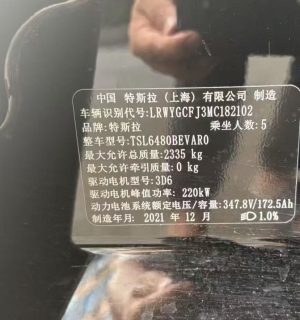 中国 特斯拉(上海)有限公司 制造
车辆识别代号:LRWYGCFJ3MC182102
品牌:特斯拉 乘坐人数:5
整车型号:TSL6480BEVAR0
最大允许总质量:2335 kg
最大允许牵引质量:0 kg
驱动电机型号:3D6
驱动电机峰值功率:220kW
动力电池系统额定电压/容量:347.8V/172.5Ah
制造年月:2021 年 12 月 1.0%